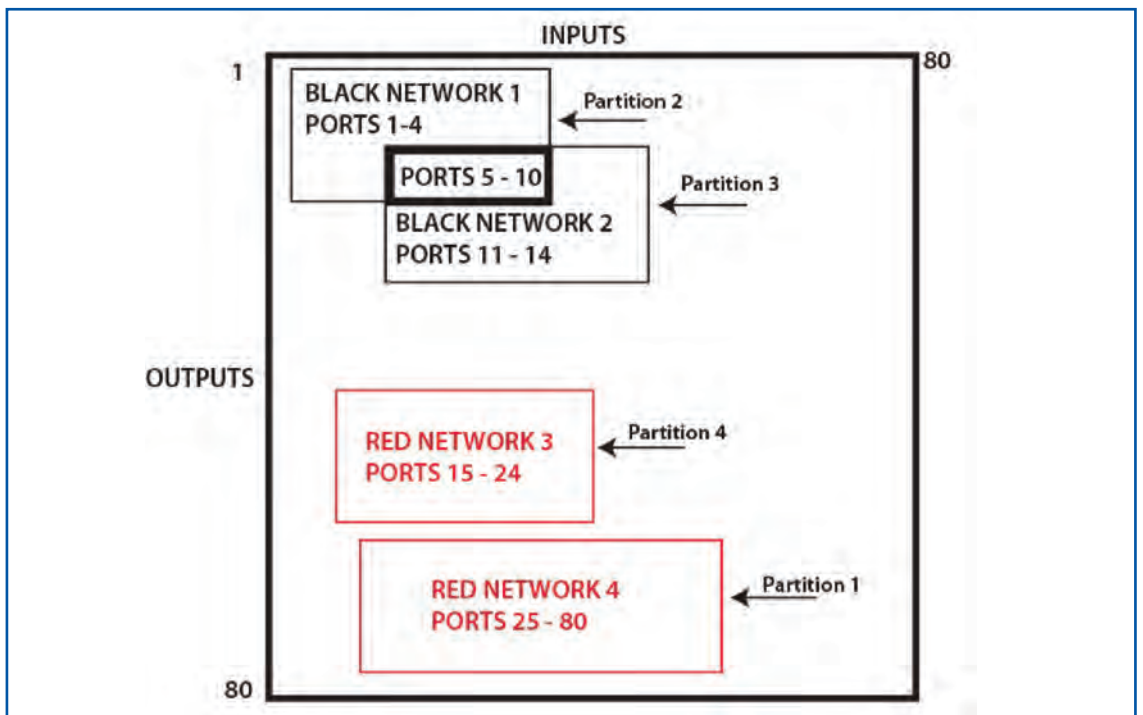 INPUTS
1
80
BLACK NETWORK 1
PORTS 1-4
Partition 2
PORTS 5 - 10
Partition 3
BLACK NETWORK 2
PORTS 11 - 14
OUTPUTS
RED NETWORK 3
PORTS 15 - 24
Partition 4
RED NETWORK 4
PORTS 25 - 80
Partition 1
80